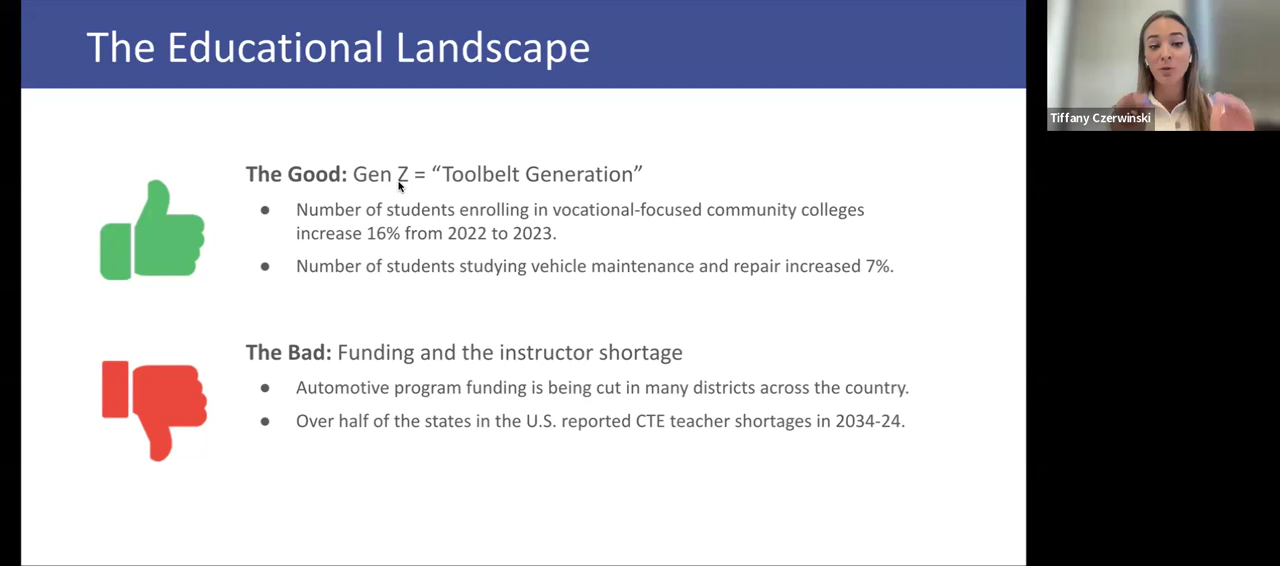 The Educational Landscape
Tiffany Czerwinski
The Good: Gen Z = “Toolbelt Generation”
● Number of students enrolling in vocational-focused community colleges
increase 16% from 2022 to 2023.
● Number of students studying vehicle maintenance and repair increased 7%.
The Bad: Funding and the instructor shortage
● Automotive program funding is being cut in many districts across the country.
● Over half of the states in the U.S. reported CTE teacher shortages in 2034-24.